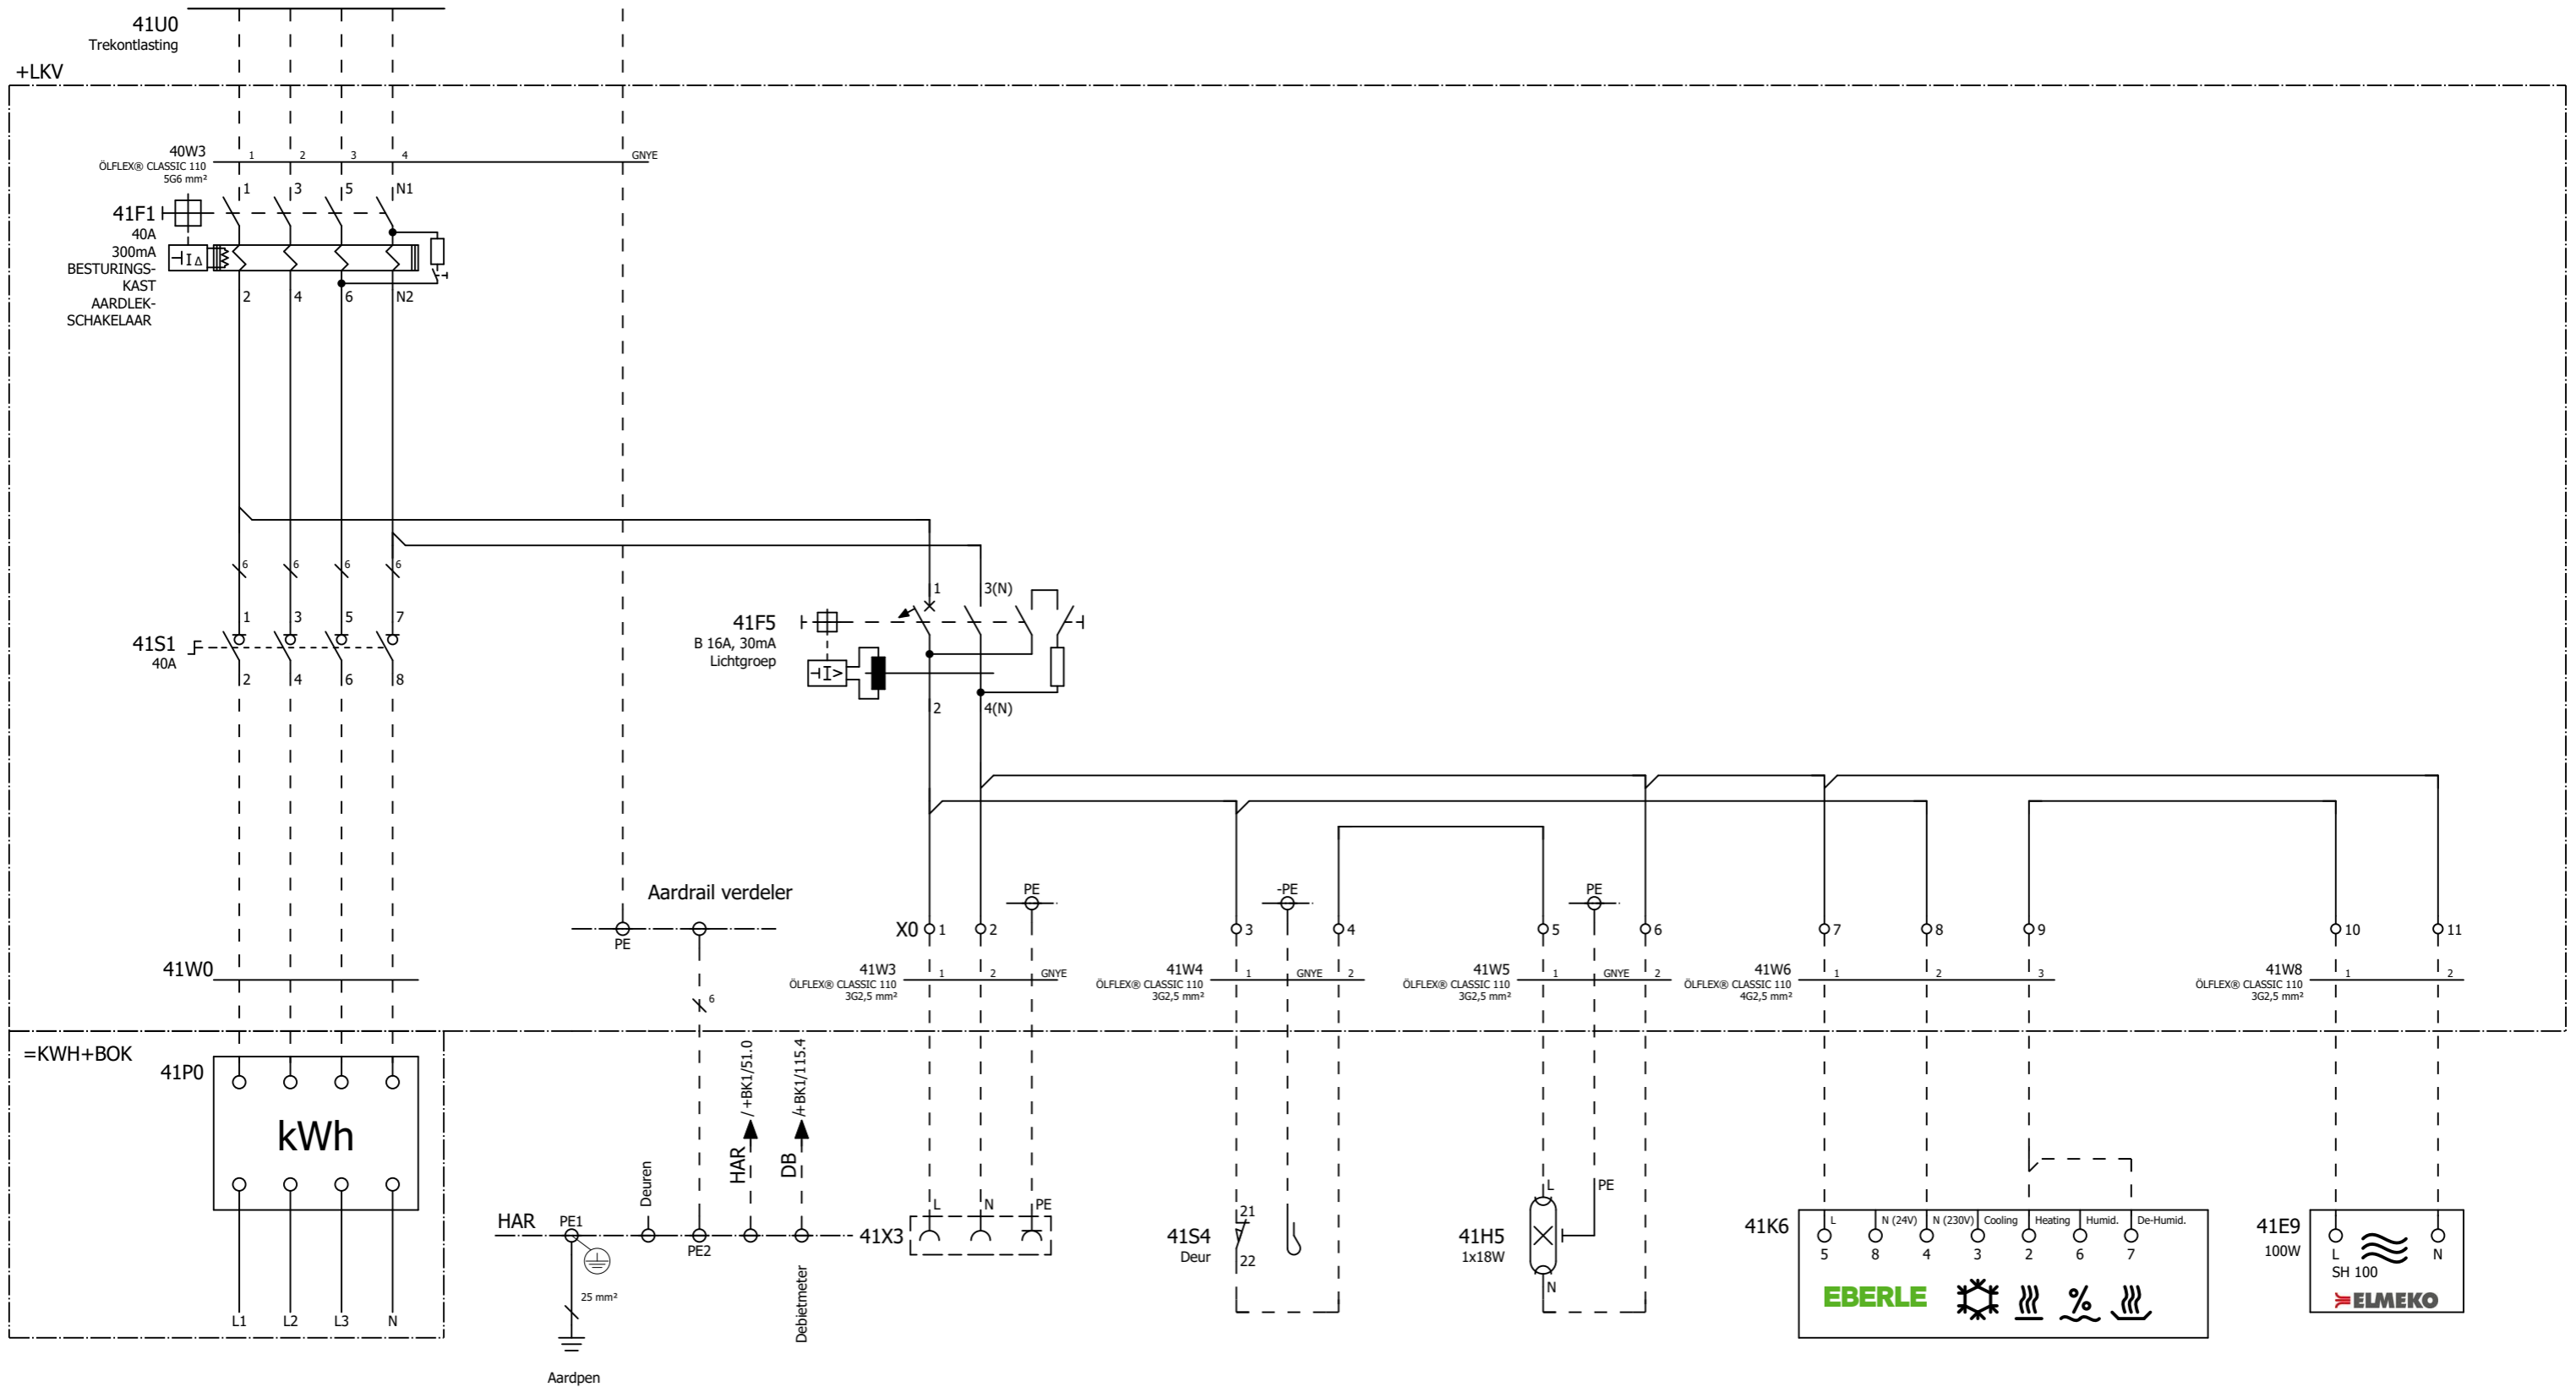 41U0
Trekontlasting
+LKV
40W3
ÖLFLEX® CLASSIC 110
5G6 mm²
1 2 3 4 GNYE
1 3 5 N1
41F1
40A
300mA
BESTURINGS-
KAST
AARDLEK-
SCHAKELAAR
I Δ
2 4 6 N2
6 6 6 6
1 3 5 7
41S1
40A
2 4 6 8
1 3(N)
41F5
B 16A, 30mA
Lichtgroep
I>
2 4(N)
Aardrail verdeler
PE
6
X0 1 2 PE 3 -PE 4 5 PE 6 7 8 9 10 11
41W0
41W3
ÖLFLEX® CLASSIC 110
3G2,5 mm²
1 2 GNYE
41W4
ÖLFLEX® CLASSIC 110
3G2,5 mm²
1 GNYE 2
41W5
ÖLFLEX® CLASSIC 110
3G2,5 mm²
1 GNYE 2
41W6
ÖLFLEX® CLASSIC 110
4G2,5 mm²
1 2 3
41W8
ÖLFLEX® CLASSIC 110
3G2,5 mm²
1 2
=KWH+BOK
41P0
kWh
L1 L2 L3 N
HAR
PE1
25 mm²
Aardpen
Deuren
PE2
HAR
/ +BK1/51.0
DB
/+BK1/115.4
Debietmeter
41X3
L N PE
41S4
Deur
21
22
41H5
1x18W
L
PE
N
41K6
L N (24V) N (230V) Cooling Heating Humid. De-Humid.
5 8 4 3 2 6 7
EBERLE
%
41E9
100W
L N
SH 100
ELMEKO